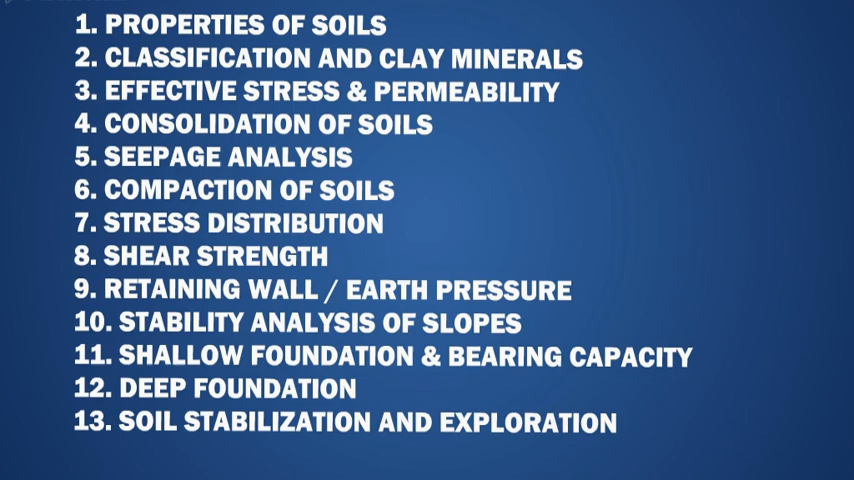 1. PROPERTIES OF SOILS
2. CLASSIFICATION AND CLAY MINERALS
3. EFFECTIVE STRESS & PERMEABILITY
4. CONSOLIDATION OF SOILS
5. SEEPAGE ANALYSIS
6. COMPACTION OF SOILS
7. STRESS DISTRIBUTION
8. SHEAR STRENGTH
9. RETAINING WALL / EARTH PRESSURE
10. STABILITY ANALYSIS OF SLOPES
11. SHALLOW FOUNDATION & BEARING CAPACITY
12. DEEP FOUNDATION
13. SOIL STABILIZATION AND EXPLORATION